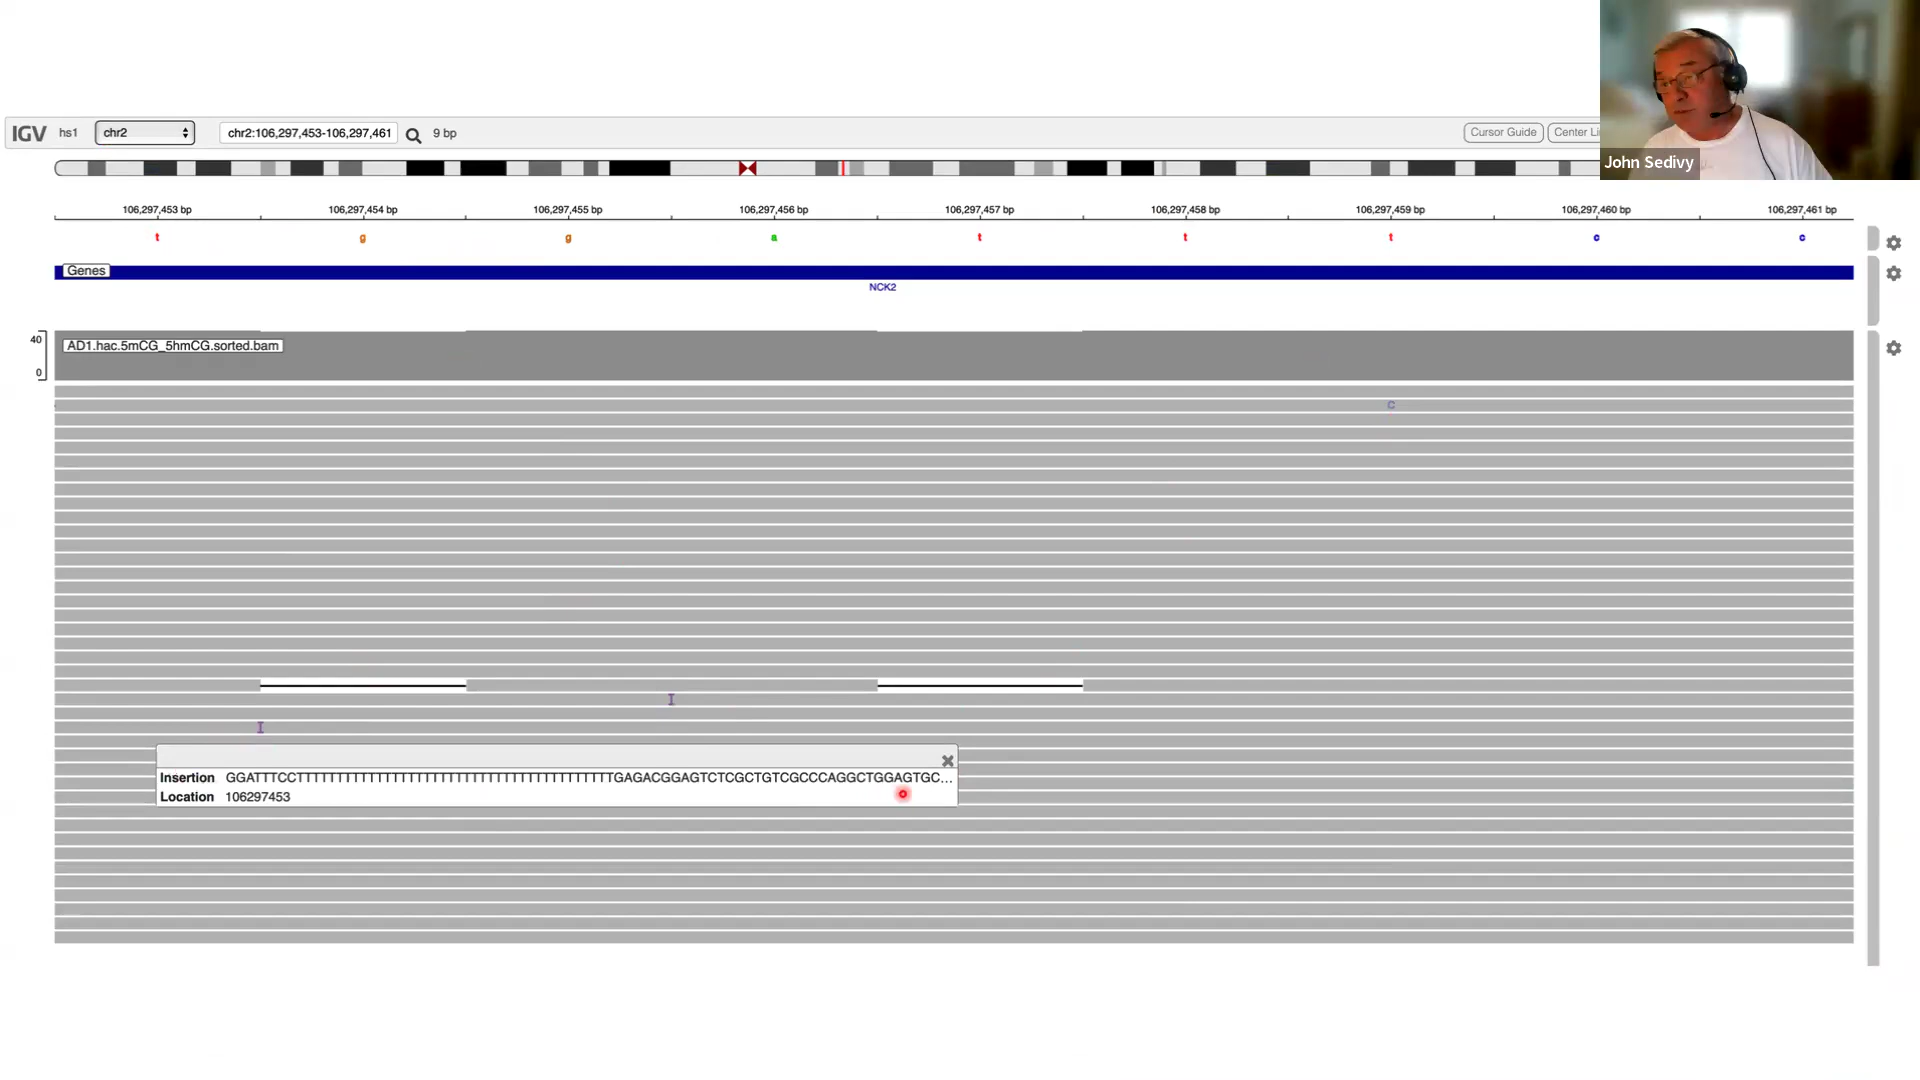 IGV hs1 chr2 chr2:106,297,453-106,297,461 9 bp Cursor Guide Center Li
John Sedivy
106,297,453 bp 106,297,454 bp 106,297,455 bp 106,297,456 bp 106,297,457 bp 106,297,458 bp 106,297,459 bp 106,297,460 bp 106,297,461 bp
t g g a t t t c c
Genes
NCK2
40
AD1.hac.5mCG_5hmCG.sorted.bam
0
C
I
I
Insertion
Location 106297453